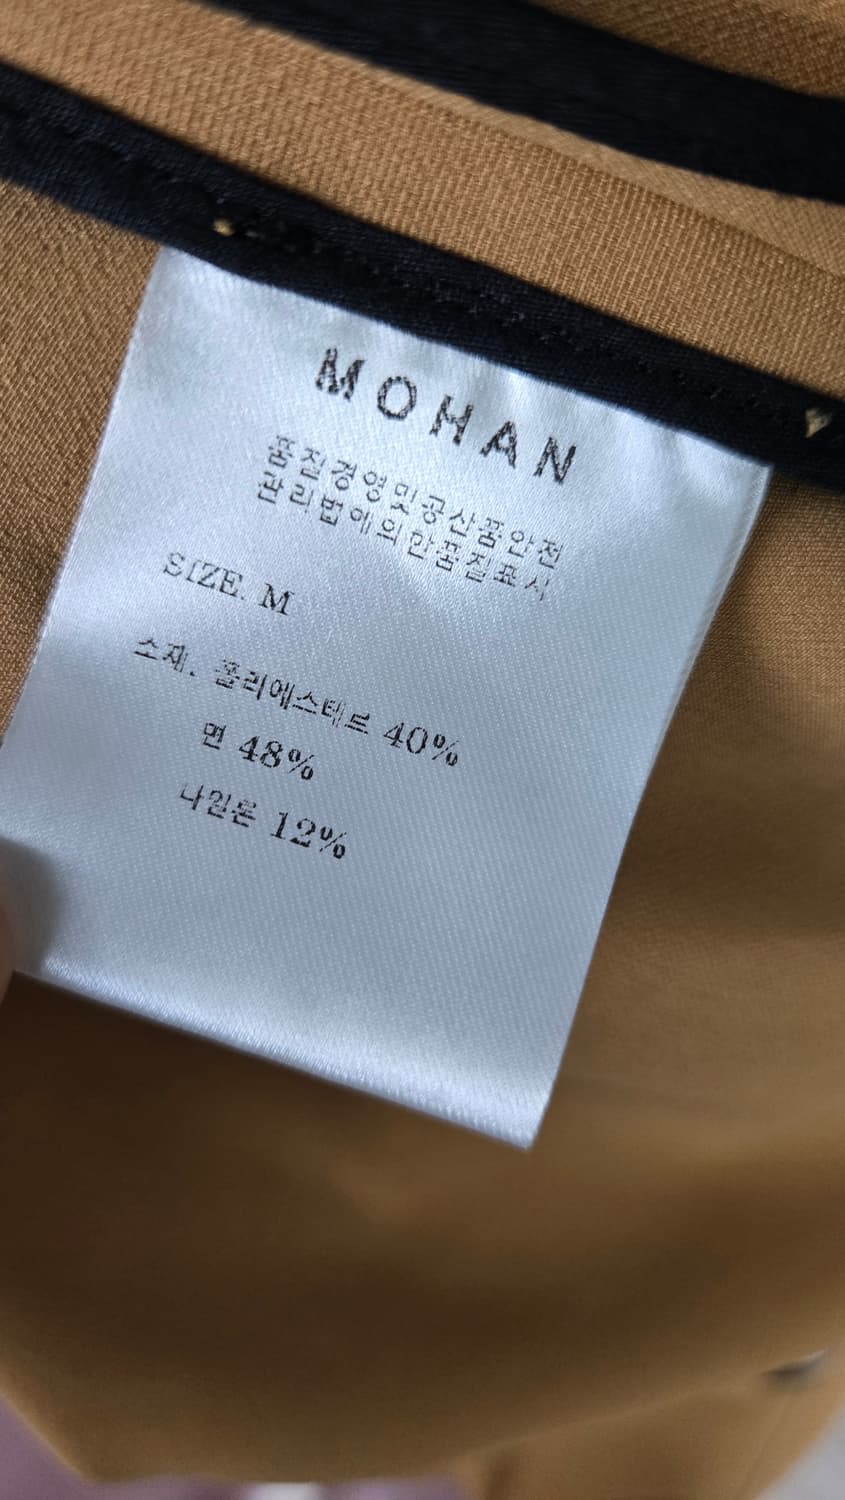 MOHAN
품질경영및공산품안전
관리법에의한품질표시
SIZE. M
소재. 폴리에스테르 40%
면 48%
나일론 12%